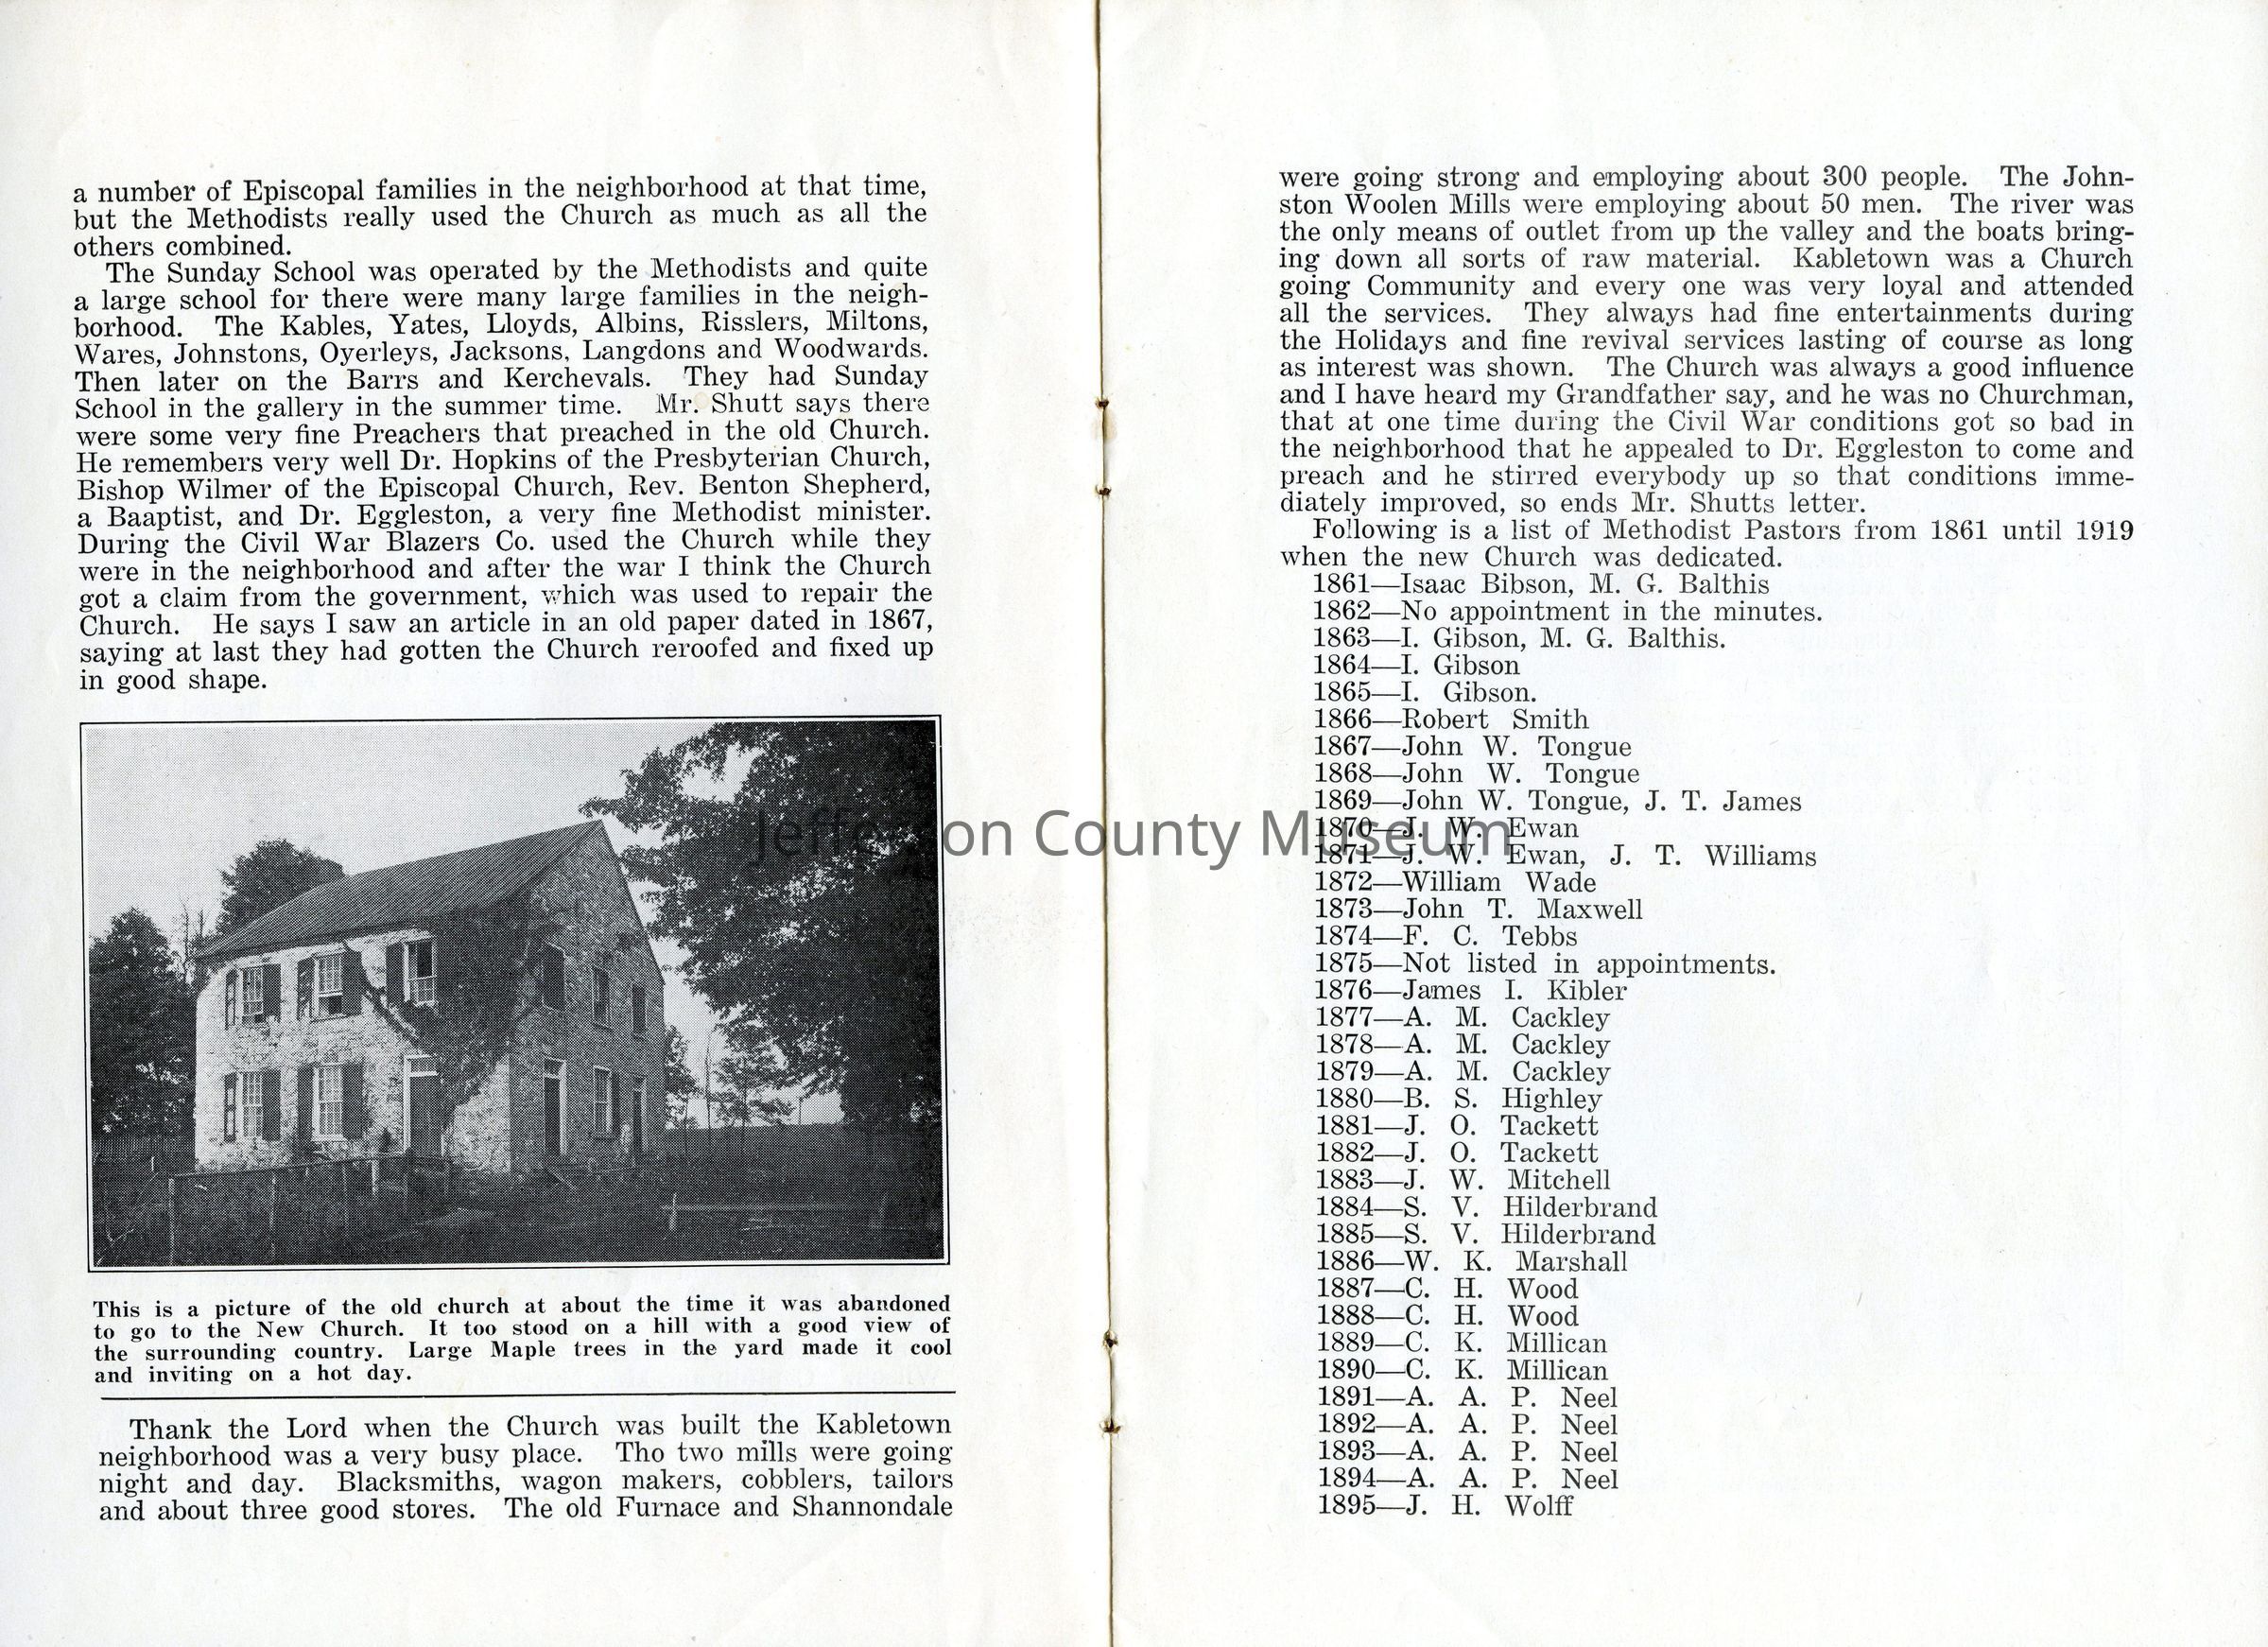 a number of Episcopal families in the neighborhood at that time,
but the Methodists really used the Church as much as all the
others combined.
The Sunday School was operated by the Methodists and quite
a large school for there were many large families in the neigh-
borhood. The Kables, Yates, Lloyds, Albins, Risslers, Miltons,
Wares, Johnstons, Oyerleys, Jacksons, Langdons and Woodwards.
Then later on the Barrs and Kerchevals. They had Sunday
School in the gallery in the summer time. Mr. Shutt says there
were some very fine Preachers that preached in the old Church.
He remembers very well Dr. Hopkins of the Presbyterian Church,
Bishop Wilmer of the Episcopal Church, Rev. Benton Shepherd,
a Baaptist, and Dr. Eggleston, a very fine Methodist minister.
During the Civil War Blazers Co. used the Church while they
were in the neighborhood and after the war I think the Church
got a claim from the government, which was used to repair the
Church. He says I saw an article in an old paper dated in 1867,
saying at last they had gotten the Church reroofed and fixed up
in good shape.
This is a picture of the old church at about the time it was abandoned
to go to the New Church. It too stood on a hill with a good view of
the surrounding country. Large Maple trees in the yard made it cool
and inviting on a hot day.
Thank the Lord when the Church was built the Kabletown
neighborhood was a very busy place. Tho two mills were going
night and day. Blacksmiths, wagon makers, cobblers, tailors
and about three good stores. The old Furnace and Shannondale
were going strong and employing about 300 people. The John-
ston Woolen Mills were employing about 50 men. The river was
the only means of outlet from up the valley and the boats bring-
ing down all sorts of raw material. Kabletown was a Church
going Community and every one was very loyal and attended
all the services. They always had fine entertainments during
the Holidays and fine revival services lasting of course as long
as interest was shown. The Church was always a good influence
and I have heard my Grandfather say, and he was no Churchman,
that at one time during the Civil War conditions got so bad in
the neighborhood that he appealed to Dr. Eggleston to come and
preach and he stirred everybody up so that conditions imme-
diately improved, so ends Mr. Shutts letter.
Following is a list of Methodist Pastors from 1861 until 1919
when the new Church was dedicated.
1861—Isaac Bibson, M. G. Balthis
1862—No appointment in the minutes.
1863—I. Gibson, M. G. Balthis.
1864—I. Gibson
1865—I. Gibson.
1866—Robert Smith
1867—John W. Tongue
1868—John W. Tongue
1869—John W. Tongue, J. T. James
1870—J. W. Ewan
1871—J. W. Ewan, J. T. Williams
1872—William Wade
1873—John T. Maxwell
1874—F. C. Tebbs
1875—Not listed in appointments.
1876—James I. Kibler
1877—A. M. Cackley
1878—A. M. Cackley
1879—A. M. Cackley
1880—B. S. Highley
1881—J. O. Tackett
1882—J. O. Tackett
1883—J. W. Mitchell
1884—S. V. Hilderbrand
1885—S. V. Hilderbrand
1886—W. K. Marshall
1887—C. H. Wood
1888—C. H. Wood
1889—C. K. Millican
1890—C. K. Millican
1891—A. A. P. Neel
1892—A. A. P. Neel
1893—A. A. P. Neel
1894—A. A. P. Neel
1895—J. H. Wolff
Jefferson County Museum